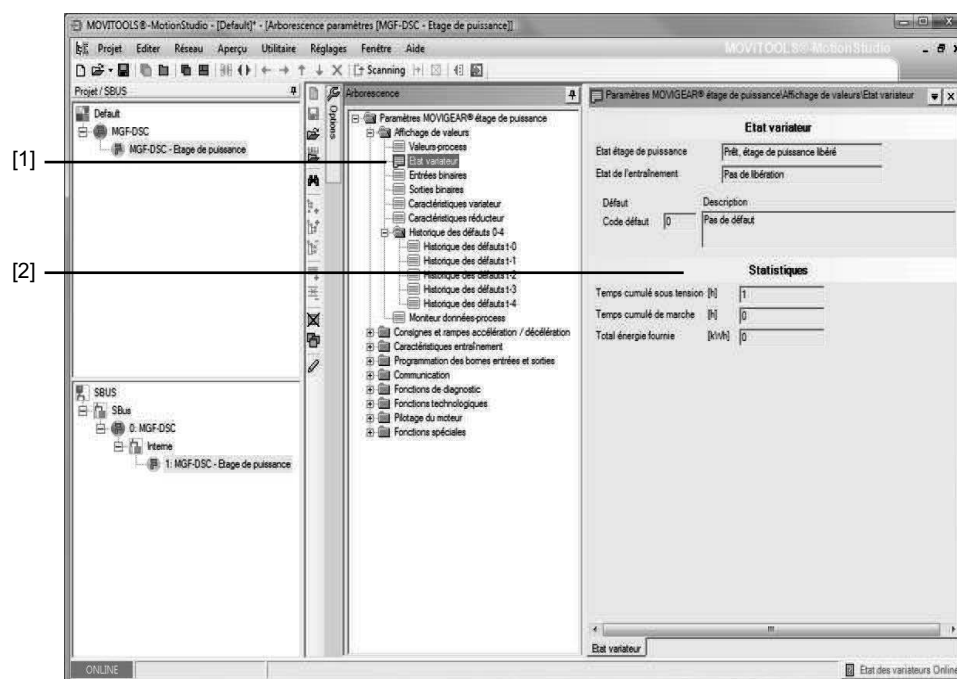 MOVITOOLS®-MotionStudio - [Default]* - [Arborescence paramètres [MGF-DSC - Etage de puissance]]
Projet Editer Réseau Aperçu Utilitaire Réglages Fenêtre Aide
MOVITOOLS®-MotionStudio
Scanning
Projet / SBUS
Default
MGF-DSC
MGF-DSC - Etage de puissance
SBUS
SBus
0: MGF-DSC
Interne
1: MGF-DSC - Etage de puissance
Options
Arborescence
Paramètres MOVIGEAR® étage de puissance
Affichage de valeurs
Valeurs-process
[1]
Etat variateur
Entrées binaires
Sorties binaires
Caractéristiques variateur
Caractéristiques réducteur
Historique des défauts 0-4
Historique des défauts t-0
Historique des défauts t-1
[2]
Historique des défauts t-2
Historique des défauts t-3
Historique des défauts t-4
Moniteur données-process
Consignes et rampes accélération / décélération
Caractéristiques entraînement
Programmation des bornes entrées et sorties
Communication
Fonctions de diagnostic
Fonctions technologiques
Pilotage du moteur
Fonctions spéciales
Paramètres MOVIGEAR® étage de puissance\Affichage de valeurs\Etat variateur
Etat variateur
Etat étage de puissance Prêt, étage de puissance libéré
Etat de l'entraînement Pas de libération
Défaut Description
Code défaut 0 Pas de défaut
Statistiques
Temps cumulé sous tension [h] 1
Temps cumulé de marche [h] 0
Total énergie fournie [kWh] 0
Etat variateur
ONLINE
Etat des variateurs Online